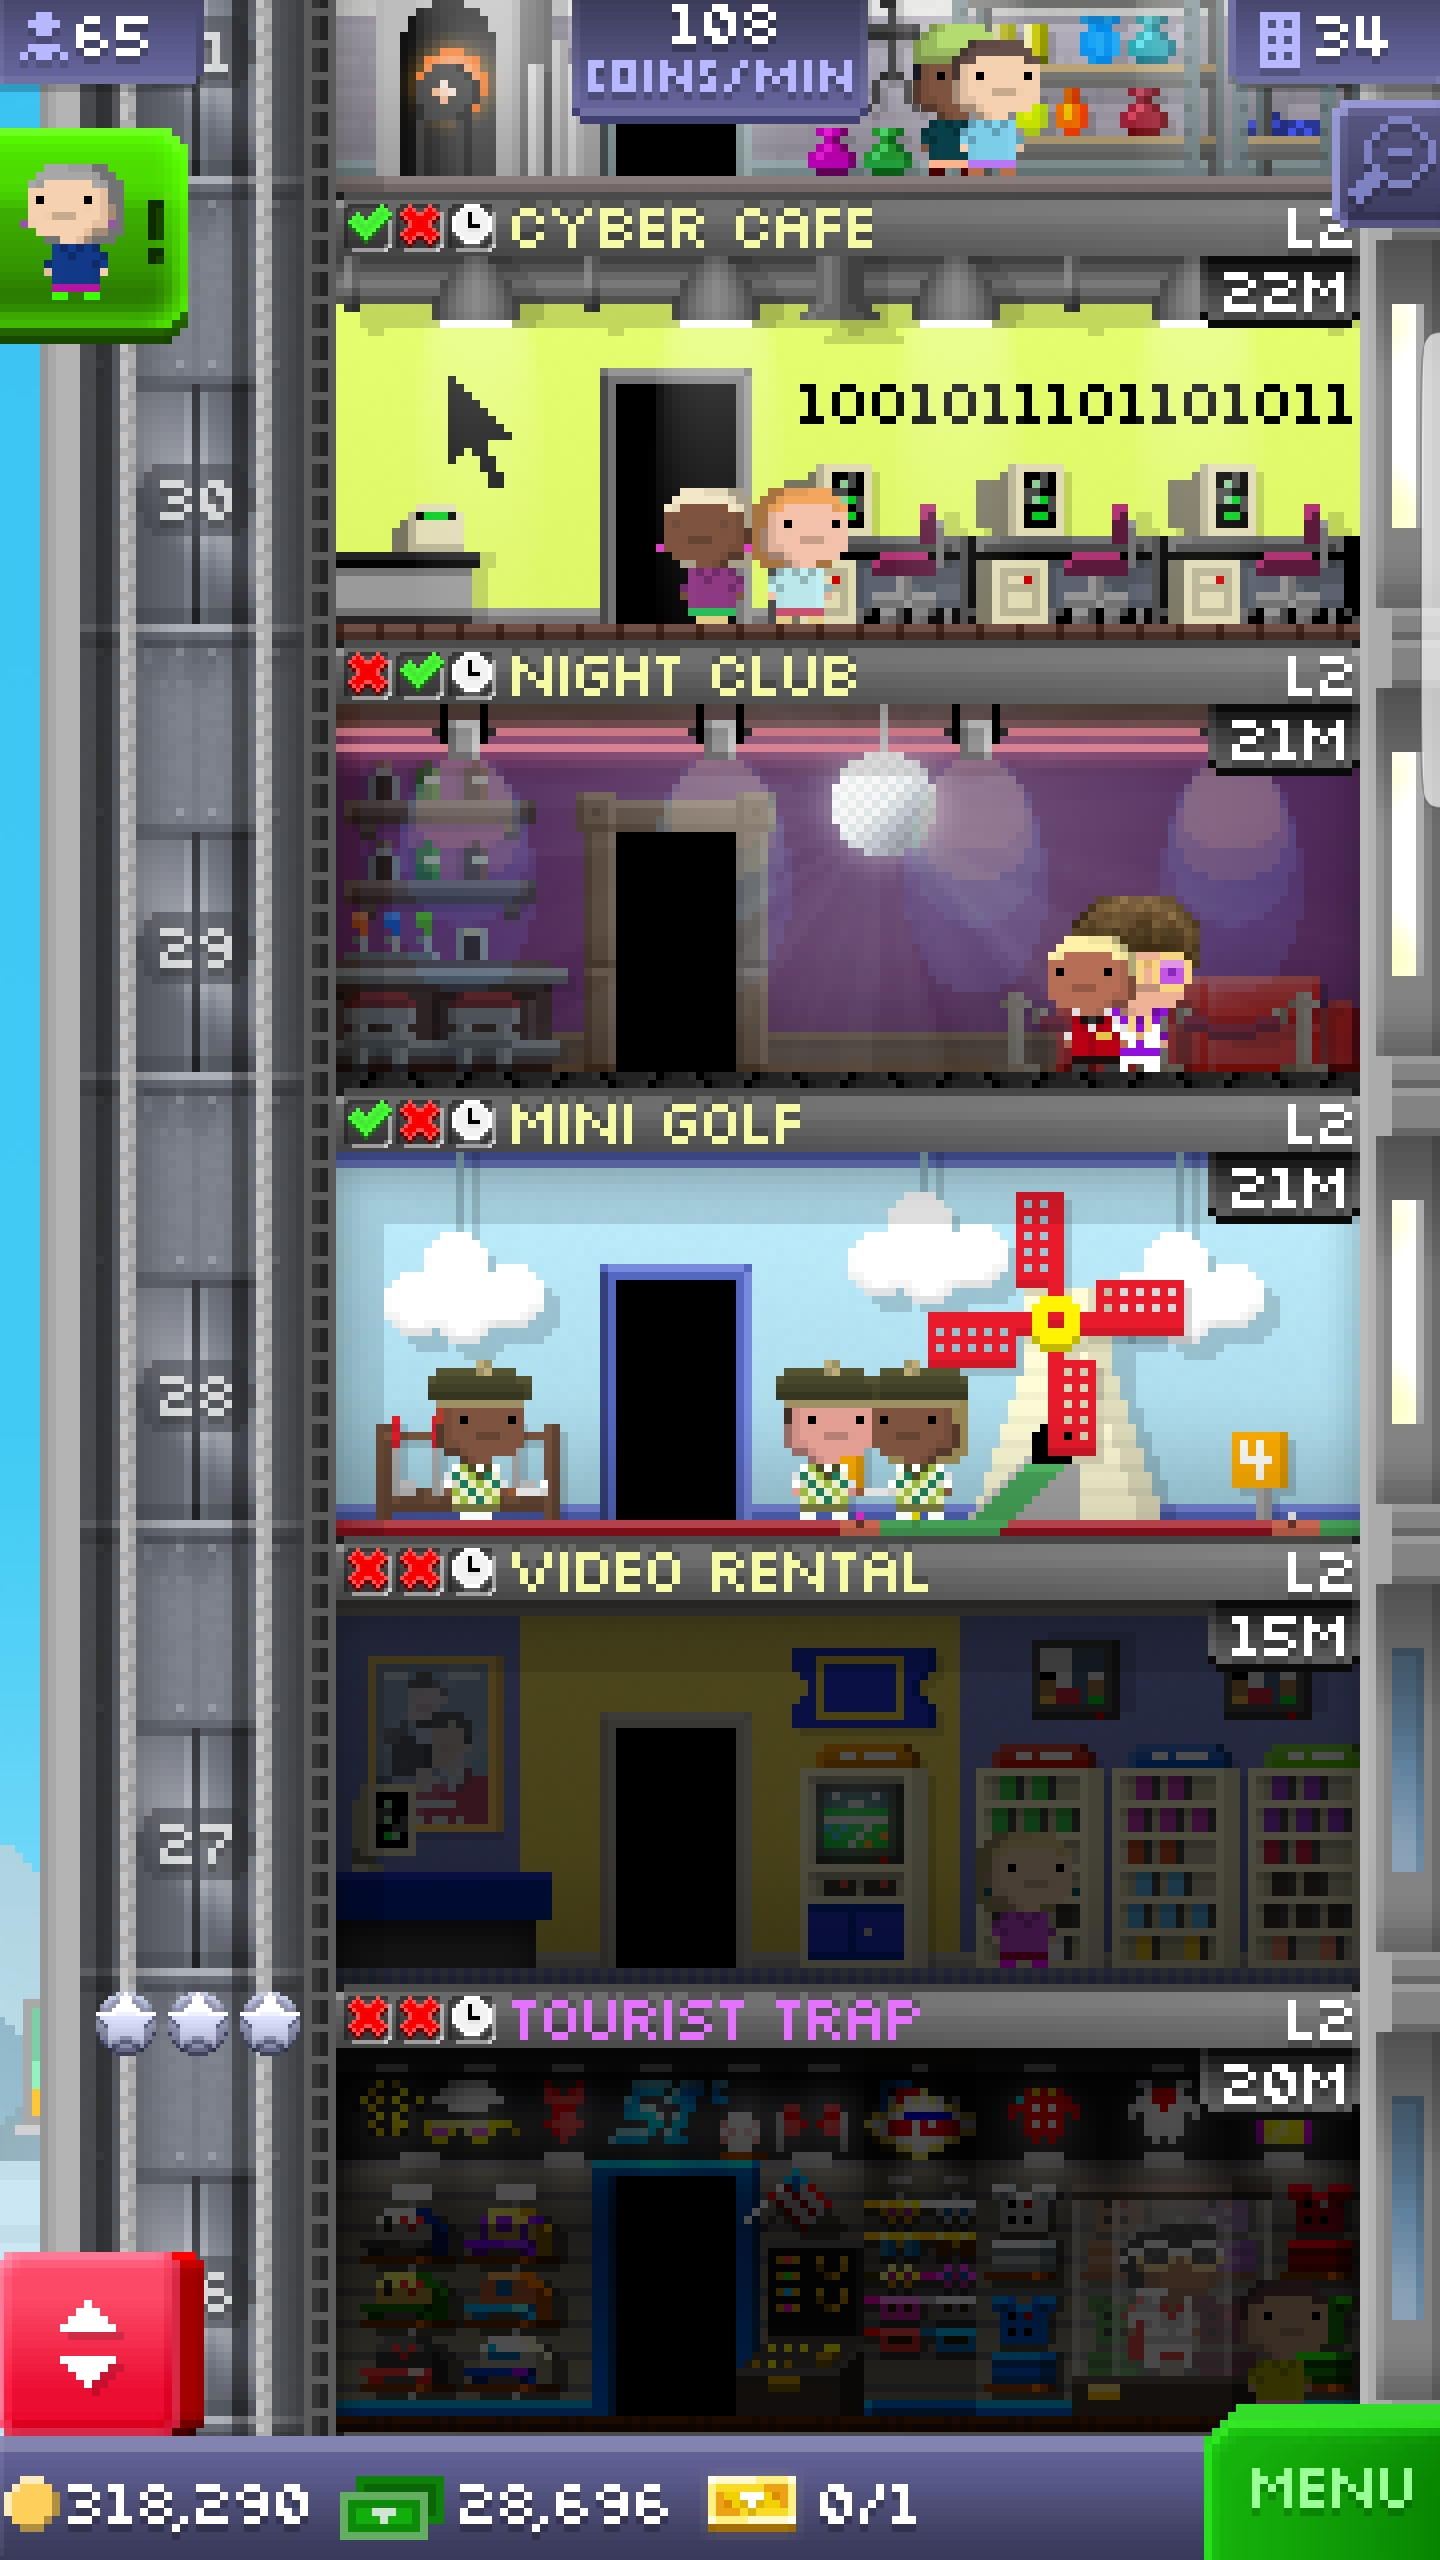 65
108
COINS/MIN
34
CYBER CAFE L2
22M
1001011101101011
30
NIGHT CLUB L2
21M
29
MINI GOLF L2
21M
28
4
VIDEO RENTAL L2
15M
27
TOURIST TRAP L2
20M
318,290 28,696 0/1 MENU